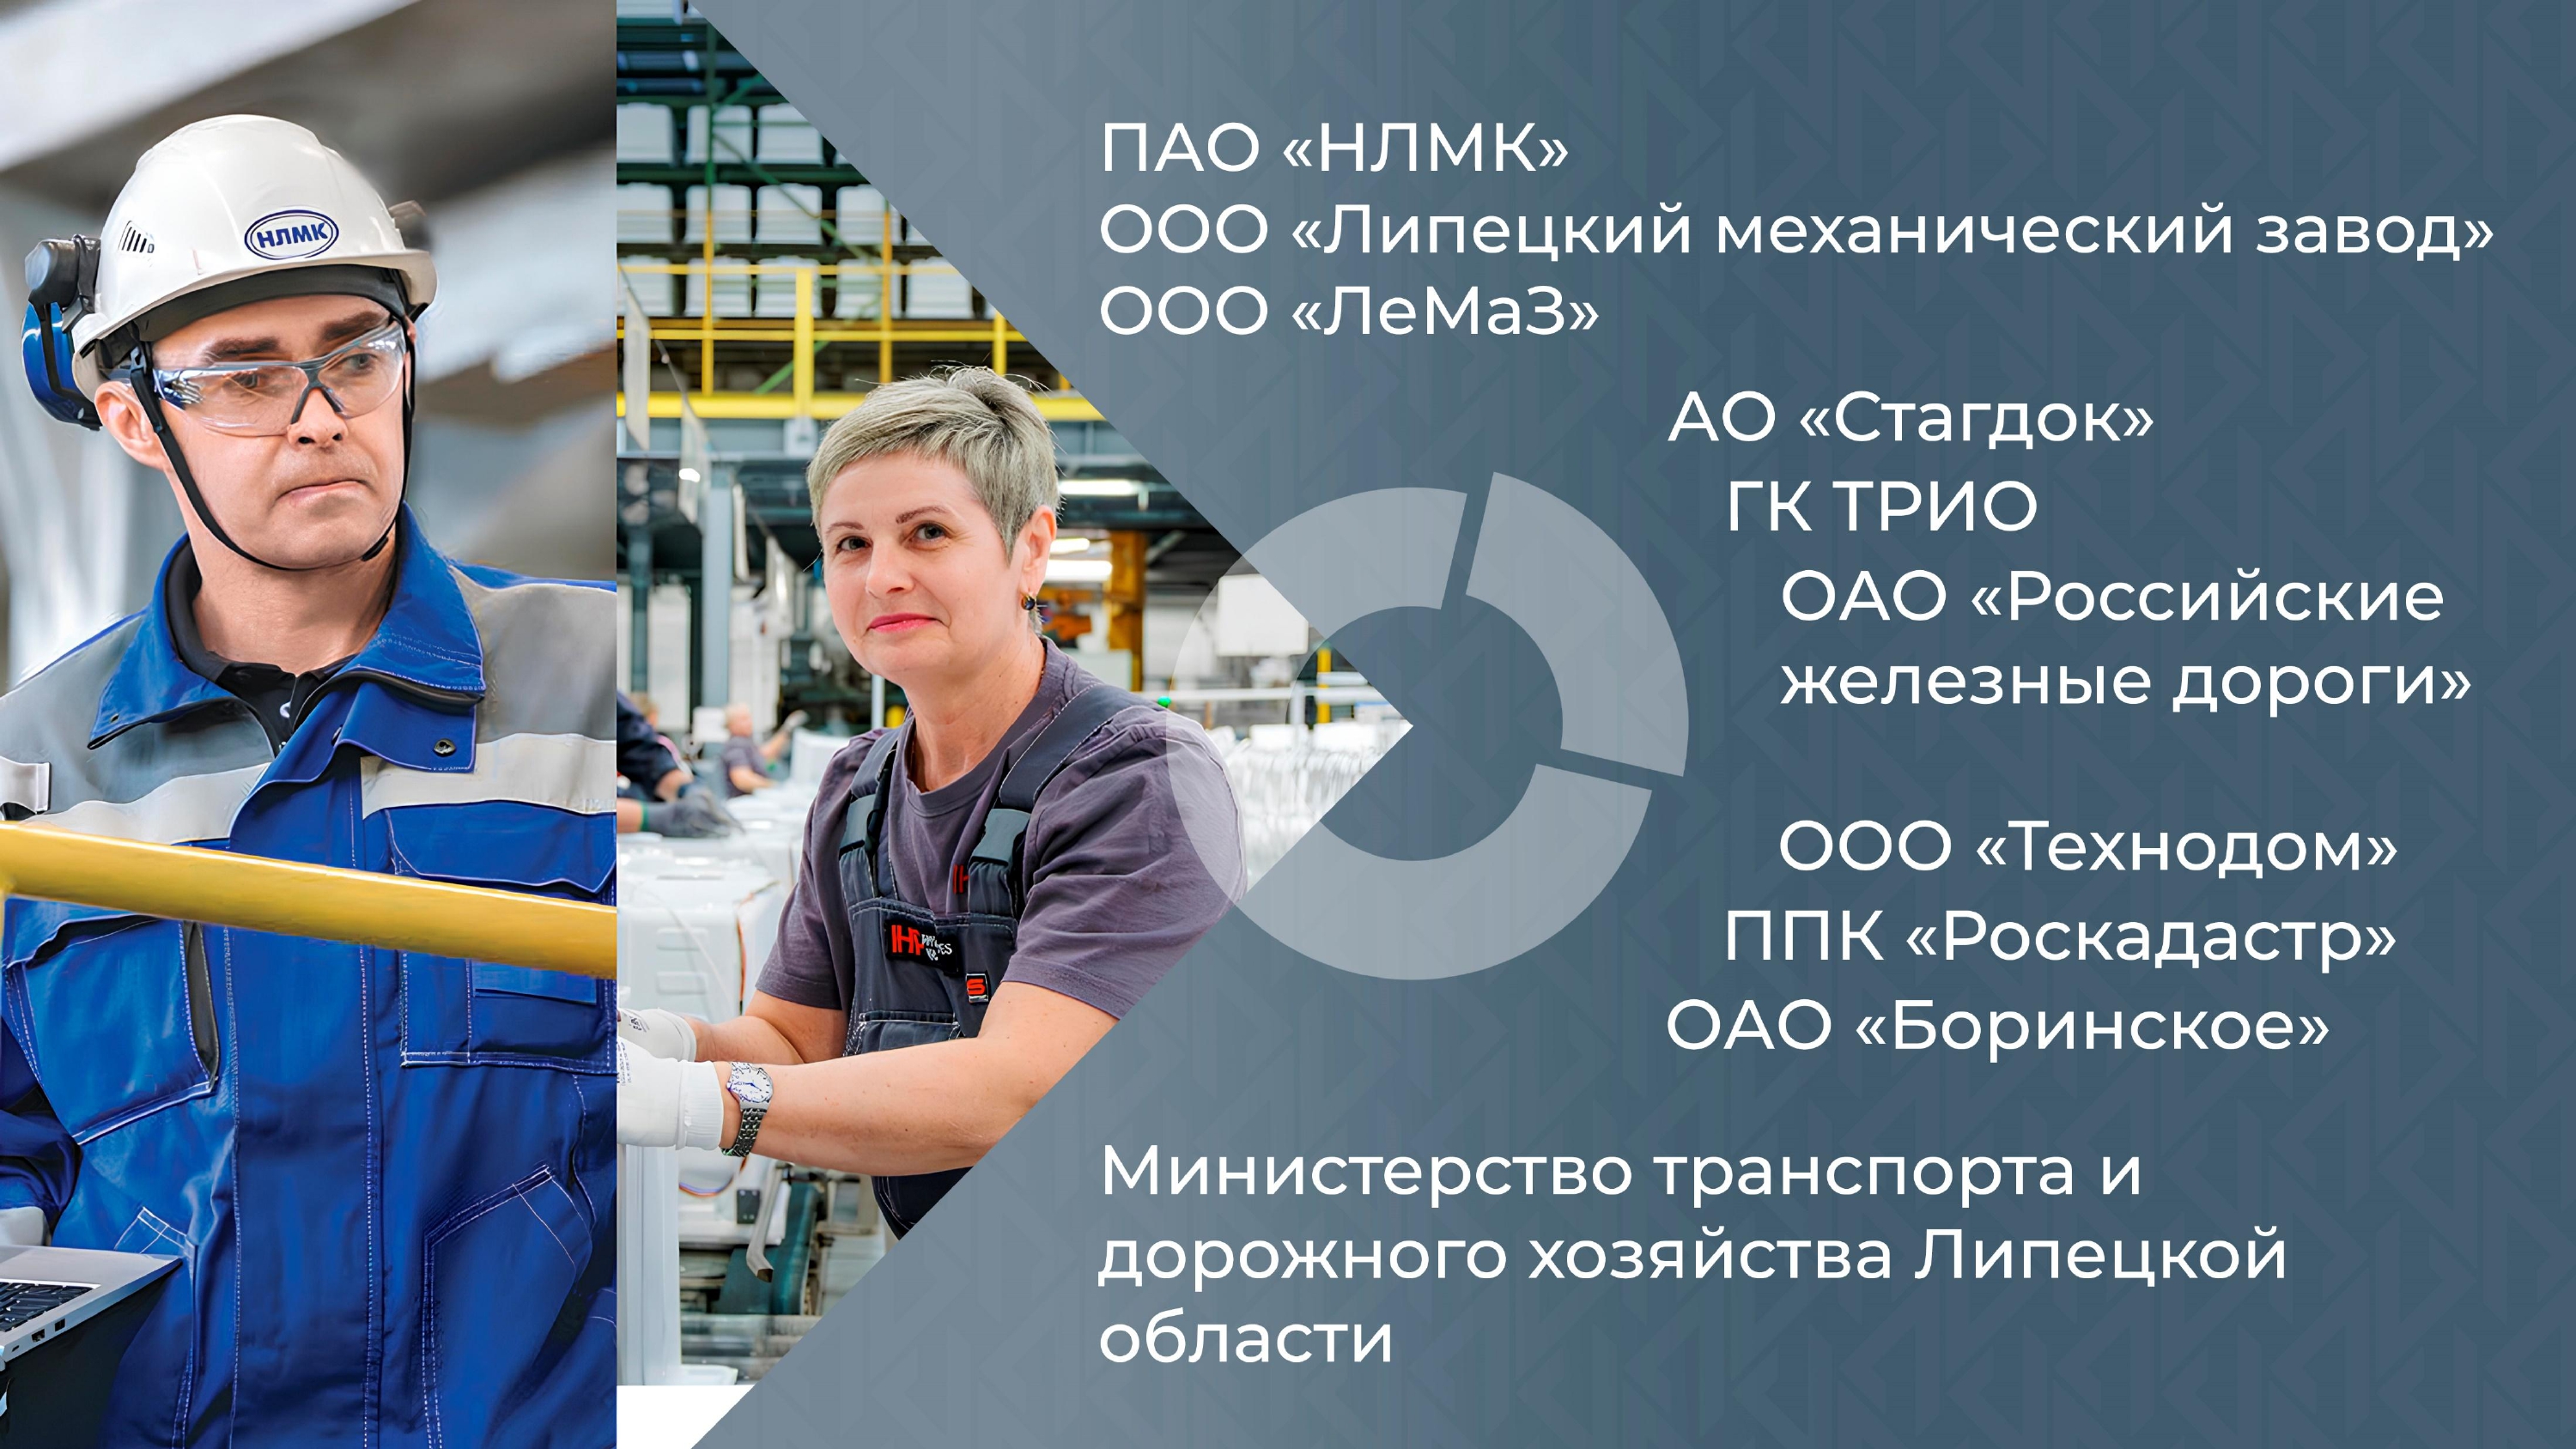 НЛМК
ПАО «НЛМК»
ООО «Липецкий механический завод»
ООО «ЛеМаЗ»
АО «Стагдок»
ГК ТРИО
ОАО «Российские
железные дороги»
ООО «Технодом»
ППК «Роскадастр»
ОАО «Боринское»
Министерство транспорта и
дорожного хозяйства Липецкой
области